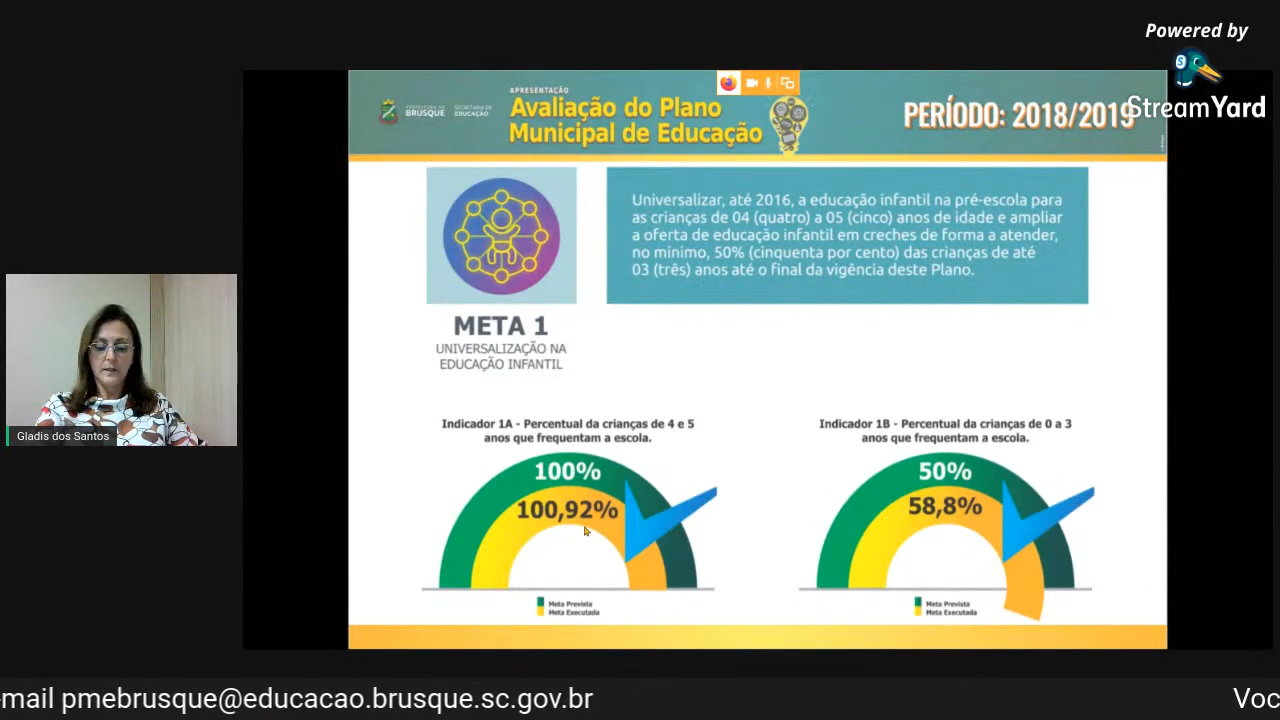 Powered by
StreamYard
PREFEITURA DE
BRUSQUE
SECRETARIA DE
EDUCAÇÃO
APRESENTAÇÃO
Avaliação do Plano
Municipal de Educação
PERÍODO: 2018/2019
Universalizar, até 2016, a educação infantil na pré-escola para
as crianças de 04 (quatro) a 05 (cinco) anos de idade e ampliar
a oferta de educação infantil em creches de forma a atender,
no mínimo, 50% (cinquenta por cento) das crianças de até
03 (três) anos até o final da vigência deste Plano.
META 1
UNIVERSALIZAÇÃO NA
EDUCAÇÃO INFANTIL
Gladis dos Santos
Indicador 1A - Percentual da crianças de 4 e 5
anos que frequentam a escola.
100%
100,92%
Meta Prevista
Meta Executada
Indicador 1B - Percentual da crianças de 0 a 3
anos que frequentam a escola.
50%
58,8%
Meta Prevista
Meta Executada
-mail pmebrusque@educacao.brusque.sc.gov.br
Voc